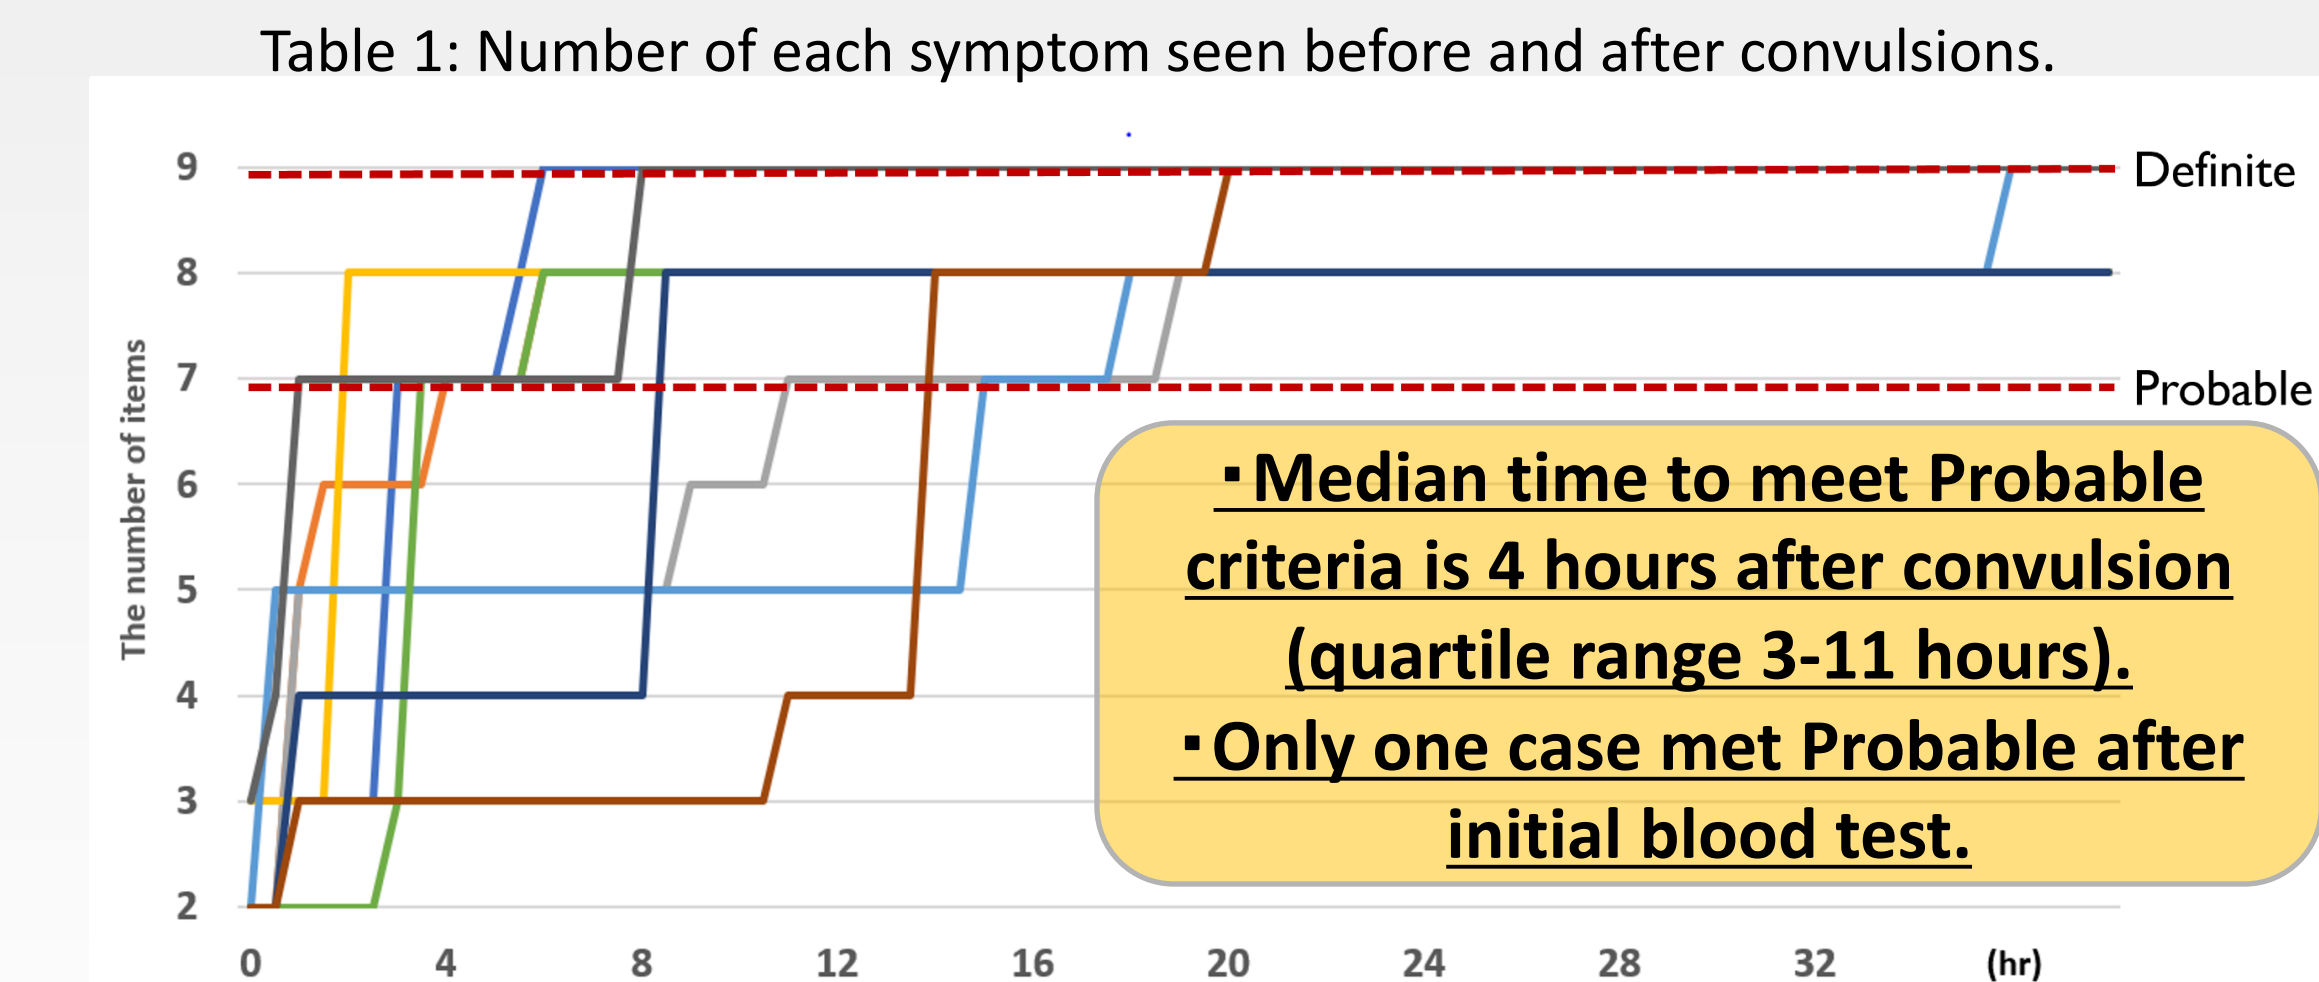 Table 1: Number of each symptom seen before and after convulsions.
9
Definite
8
7
Probable
The number of items
6
5
4
3
2
▪Median time to meet Probable
criteria is 4 hours after convulsion
(quartile range 3-11 hours).
▪Only one case met Probable after
initial blood test.
0 4 8 12 16 20 24 28 32 (hr)